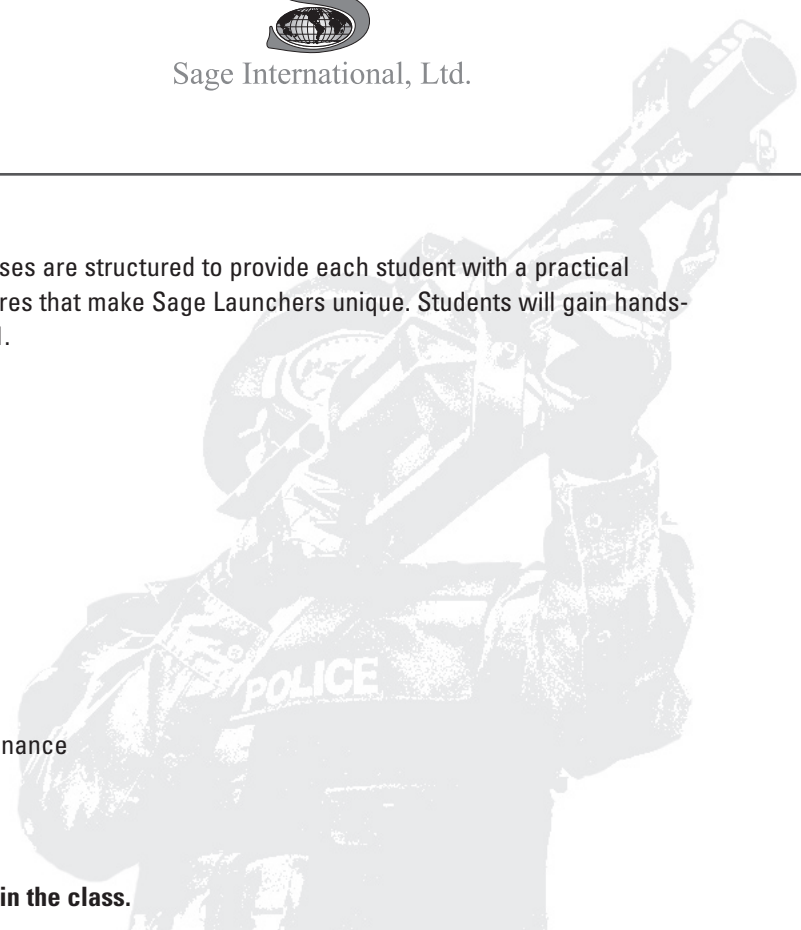 Sage International, Ltd.
ses are structured to provide each student with a practical
res that make Sage Launchers unique. Students will gain hands-
.
POLICE
nance
in the class.